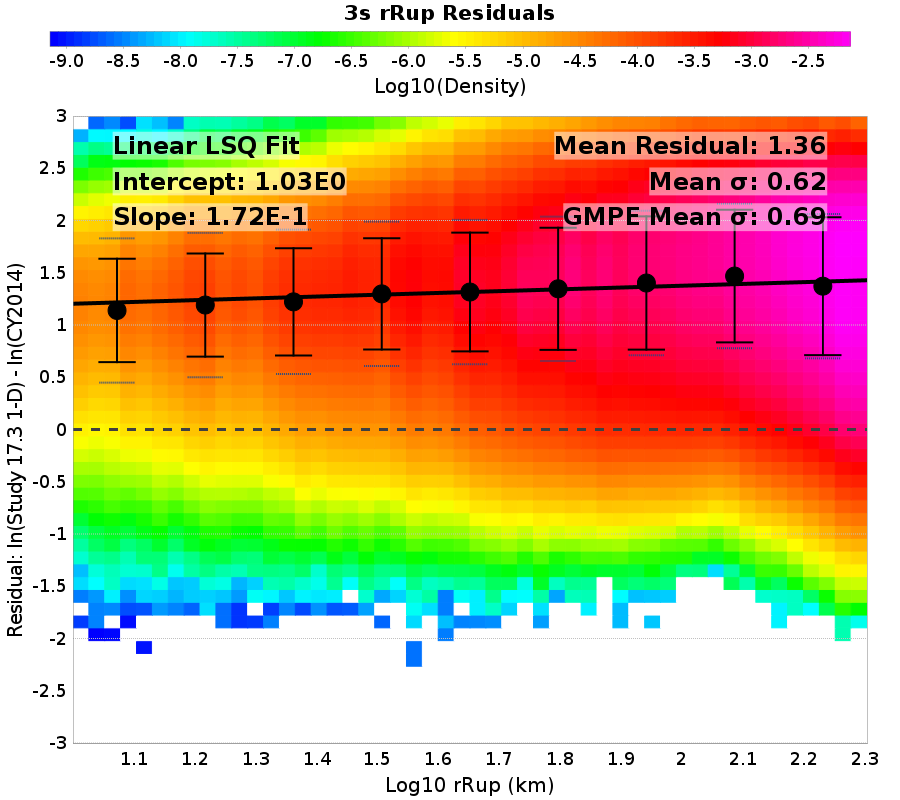 3s rRup Residuals
-9.0 -8.5 -8.0 -7.5 -7.0 -6.5 -6.0 -5.5 -5.0 -4.5 -4.0 -3.5 -3.0 -2.5
Log10(Density)
Linear LSQ Fit
Intercept: 1.03E0
Slope: 1.72E-1
Mean Residual: 1.36
Mean σ: 0.62
GMPE Mean σ: 0.69
Residual: ln(Study 17.3 1-D) - ln(CY2014)
3
2.5
2
1.5
1
0.5
0
-0.5
-1
-1.5
-2
-2.5
-3
1.1 1.2 1.3 1.4 1.5 1.6 1.7 1.8 1.9 2 2.1 2.2 2.3
Log10 rRup (km)